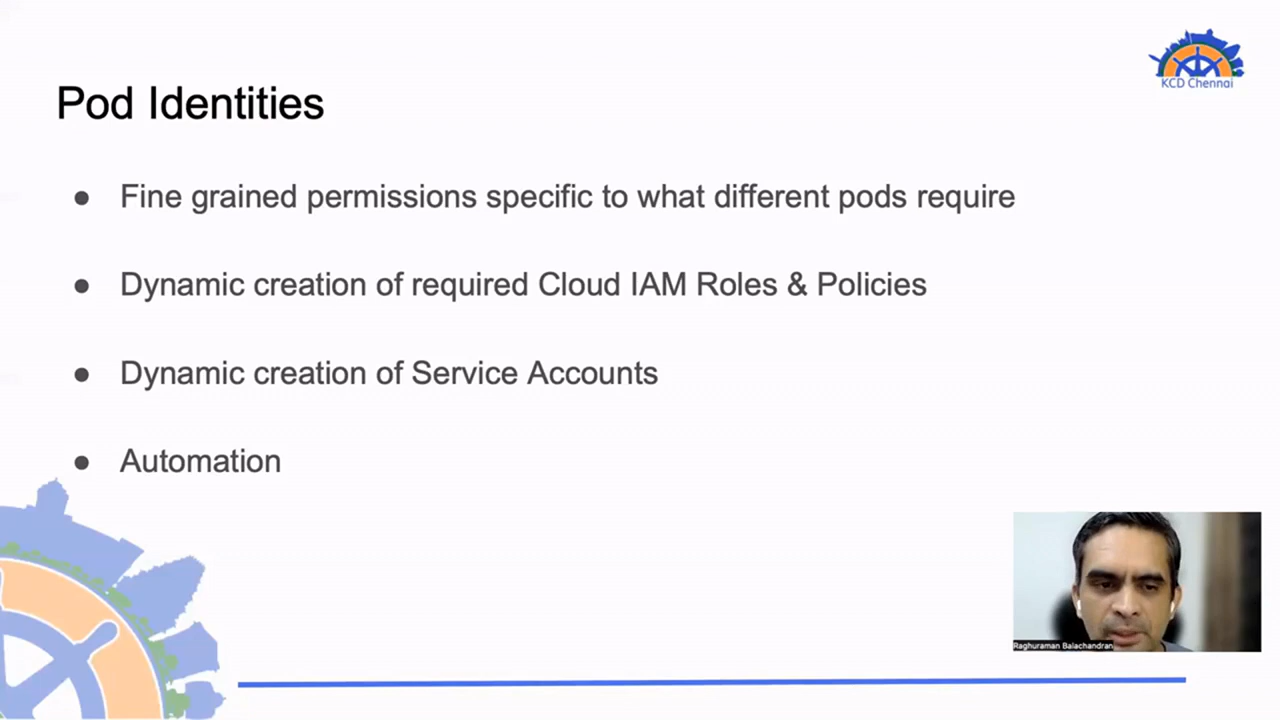 KCD Chennai
Pod Identities
● Fine grained permissions specific to what different pods require
● Dynamic creation of required Cloud IAM Roles & Policies
● Dynamic creation of Service Accounts
● Automation
Raghuraman Balachandran